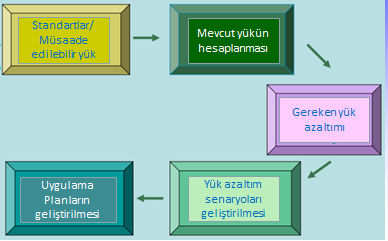 Standartlar/
Müsaade
edilebilir yük
Mevcut yükün
hesaplanması
Gereken yük
azaltımı
Yük azaltım
senaryoları
geliştirilmesi
Uygulama
Planların
geliştirilmesi